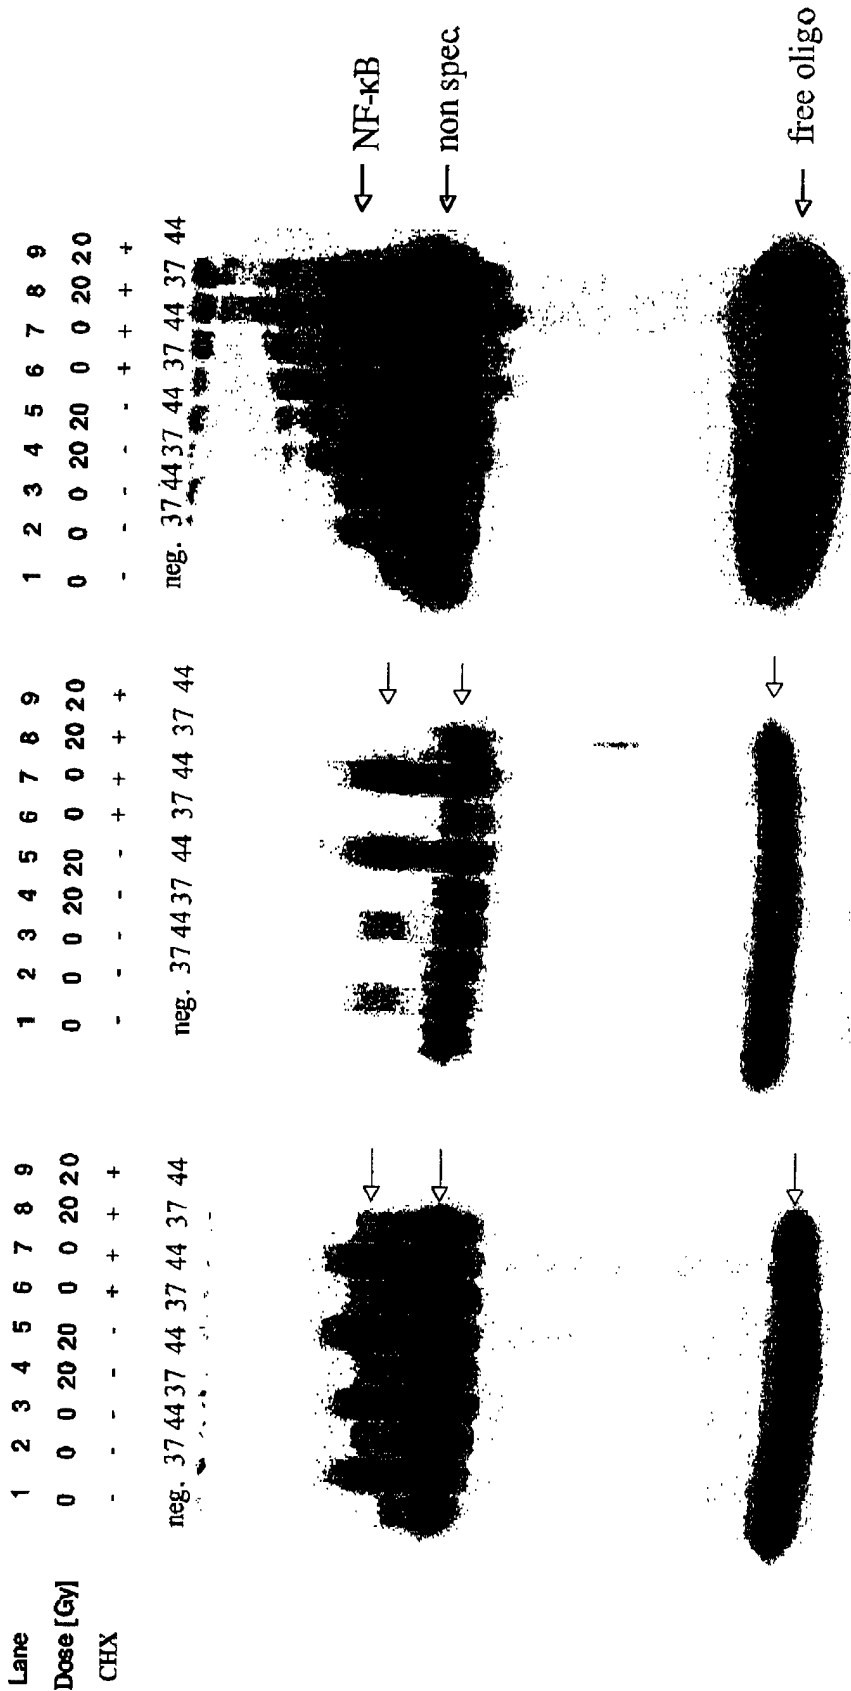 Lane 1 2 3 4 5 6 7 8 9 1 2 3 4 5 6 7 8 9 1 2 3 4 5 6 7 8 9
Dose [Gy] 0 0 0 20 20 0 0 20 20 0 0 0 20 20 0 0 20 20 0 0 0 20 20 0 0 20 20
CHX - - - - - + + + + - - - - - + + + + - - - - - + + + +
neg. 37 44 37 44 37 44 37 44 neg. 37 44 37 44 37 44 37 44 neg. 37 44 37 44 37 44 37 44
NF-κB
non spec.
free oligo